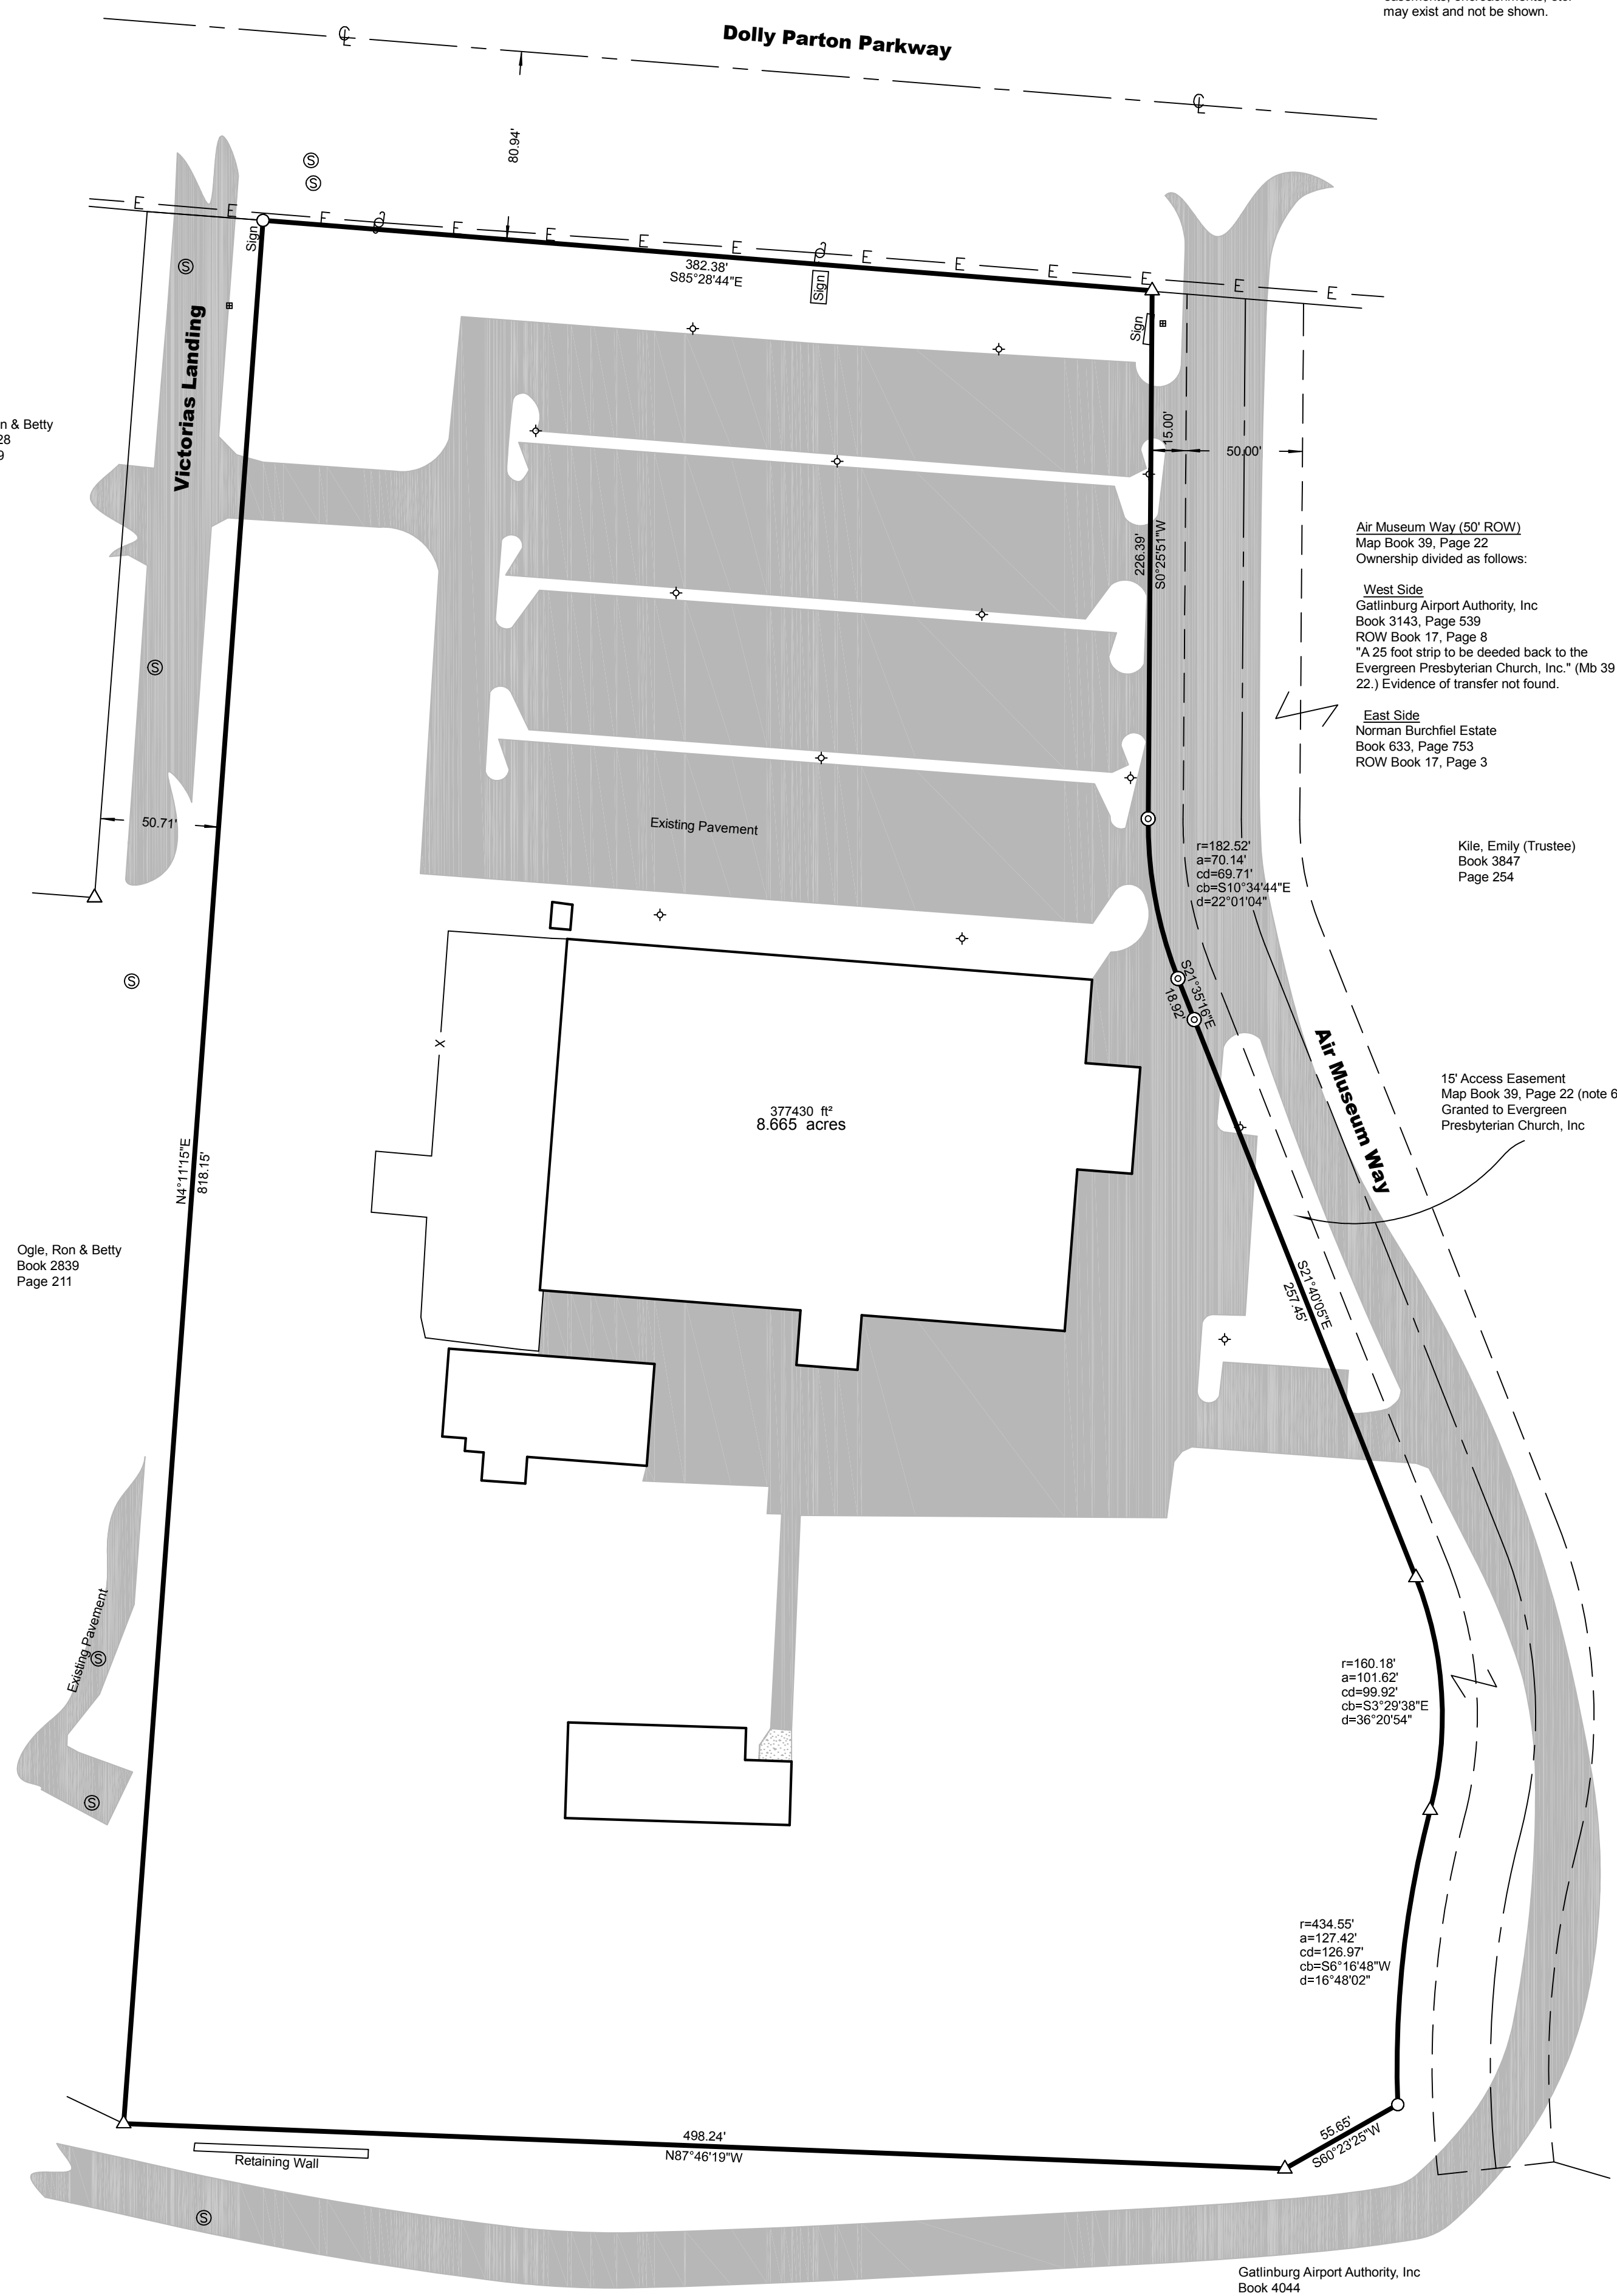 may exist and not be shown.
Dolly Parton Parkway
80.94'
Sign
382.38'
S85°28'44"E
Sign
Sign
Victorias Landing
n & Betty
28
9
15.00'
50.00'
226.39'
S0°25'51"W
Air Museum Way (50' ROW)
Map Book 39, Page 22
Ownership divided as follows:
West Side
Gatlinburg Airport Authority, Inc
Book 3143, Page 539
ROW Book 17, Page 8
"A 25 foot strip to be deeded back to the
Evergreen Presbyterian Church, Inc." (Mb 39
22.) Evidence of transfer not found.
East Side
Norman Burchfiel Estate
Book 633, Page 753
ROW Book 17, Page 3
50.71'
Existing Pavement
r=182.52'
a=70.14'
cd=69.71'
cb=S10°34'44"E
d=22°01'04"
Kile, Emily (Trustee)
Book 3847
Page 254
S21°35'16"E
18.92'
X
Air Museum Way
15' Access Easement
Map Book 39, Page 22 (note 6
Granted to Evergreen
Presbyterian Church, Inc
377430 ft²
8.665 acres
N4°11'15"E
818.15'
Ogle, Ron & Betty
Book 2839
Page 211
S21°40'05"E
257.45'
Existing Pavement
r=160.18'
a=101.62'
cd=99.92'
cb=S3°29'38"E
d=36°20'54"
r=434.55'
a=127.42'
cd=126.97'
cb=S6°16'48"W
d=16°48'02"
55.65'
S60°23'25"W
498.24'
N87°46'19"W
Retaining Wall
Gatlinburg Airport Authority, Inc
Book 4044